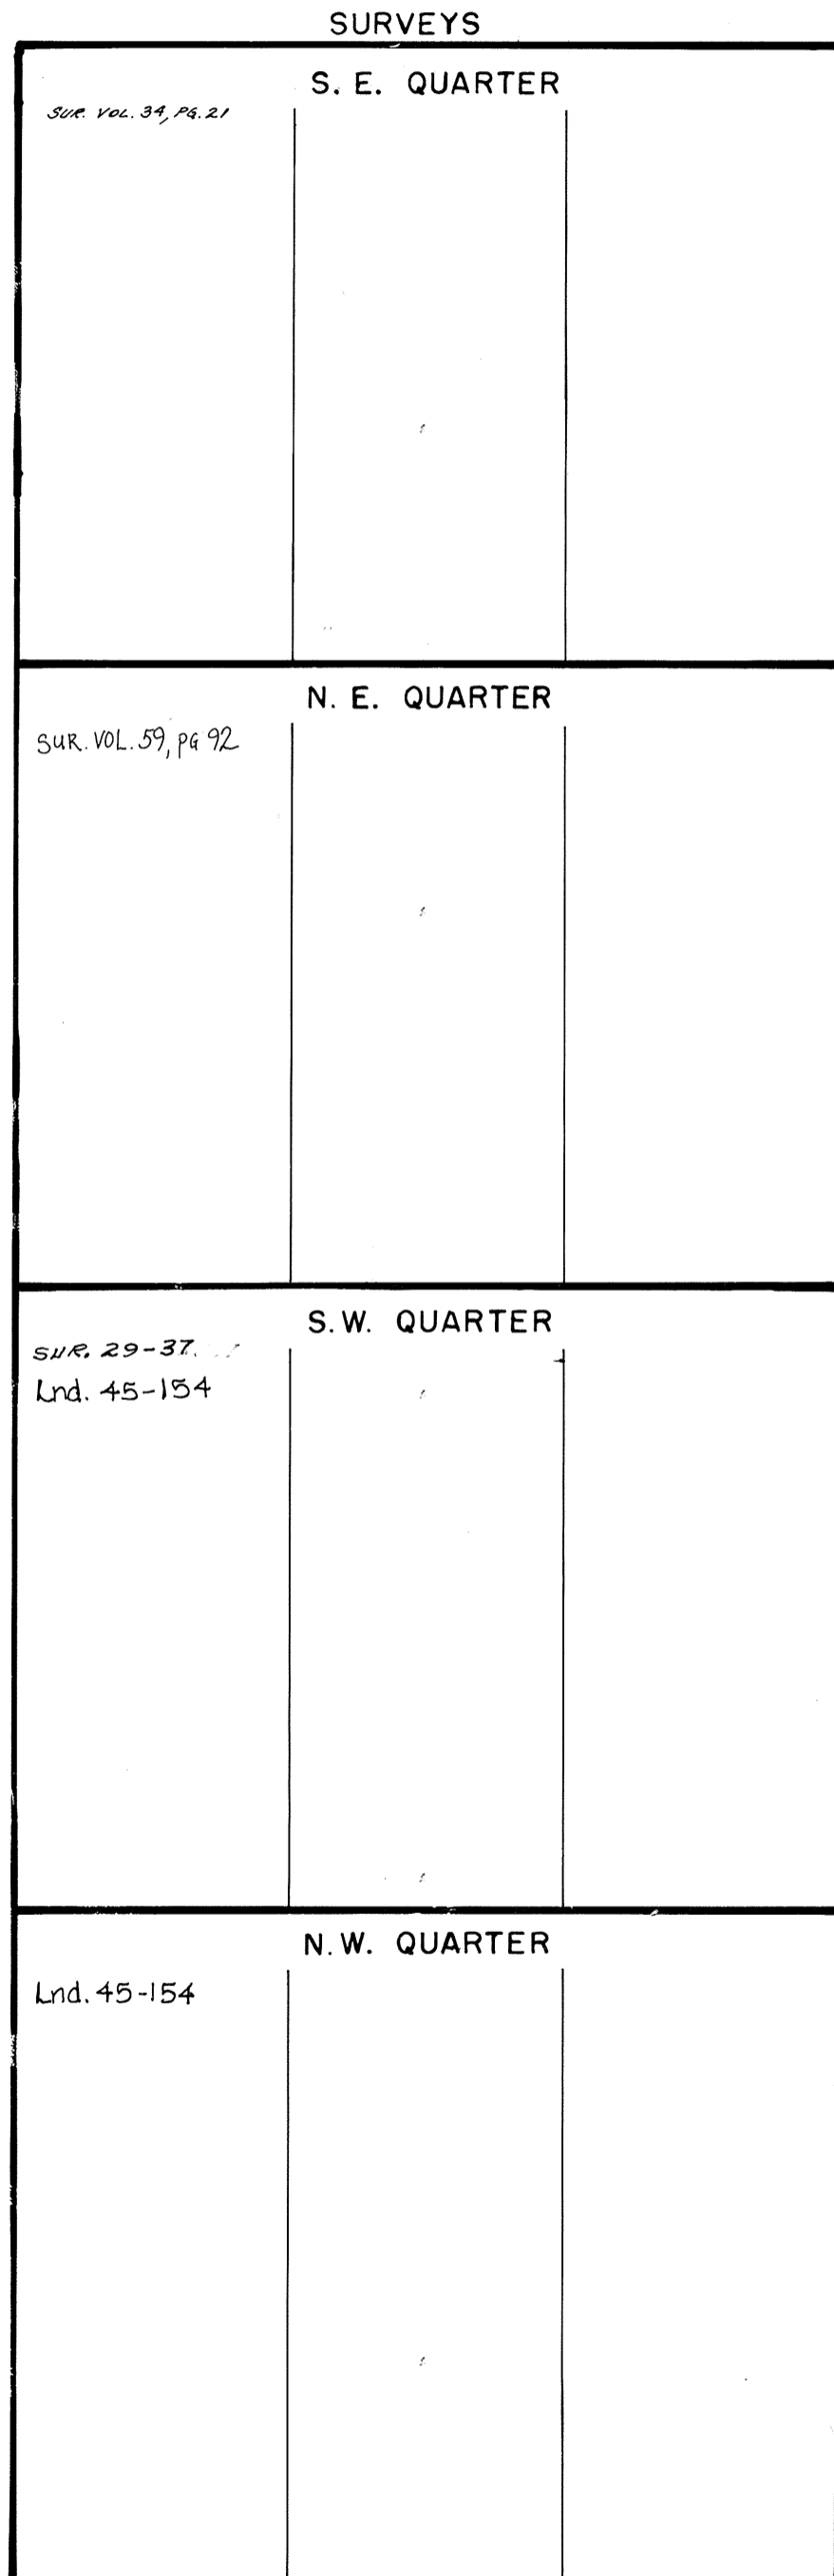 SURVEYS
S. E. QUARTER
SUR. VOL. 34, PG. 21
N. E. QUARTER
SUR. VOL. 59, PG 92
S.W. QUARTER
SUR. 29-37.
Lnd. 45-154
N.W. QUARTER
Lnd. 45-154